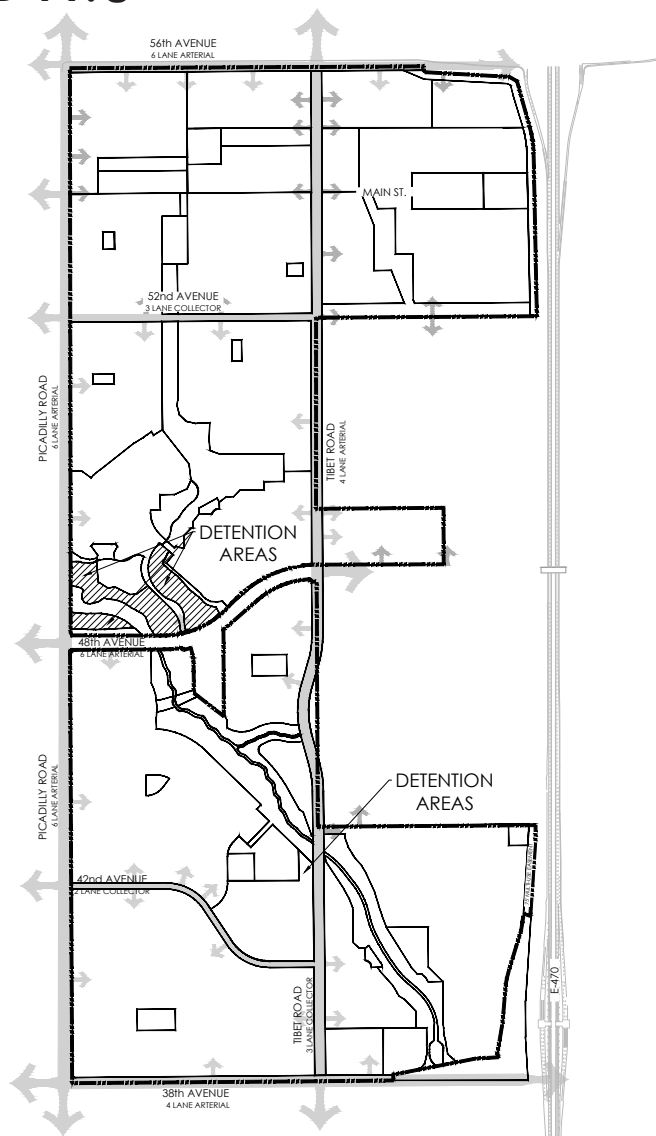 56th AVENUE
6 LANE ARTERIAL
MAIN ST.
52nd AVENUE
3 LANE COLLECTOR
PICADILLY ROAD
6 LANE ARTERIAL
TIBET ROAD
4 LANE ARTERIAL
DETENTION
AREAS
48th AVENUE
6 LANE ARTERIAL
PICADILLY ROAD
6 LANE ARTERIAL
DETENTION
AREAS
42nd AVENUE
2 LANE COLLECTOR
E-470
TIBET ROAD
3 LANE COLLECTOR
38th AVENUE
4 LANE ARTERIAL